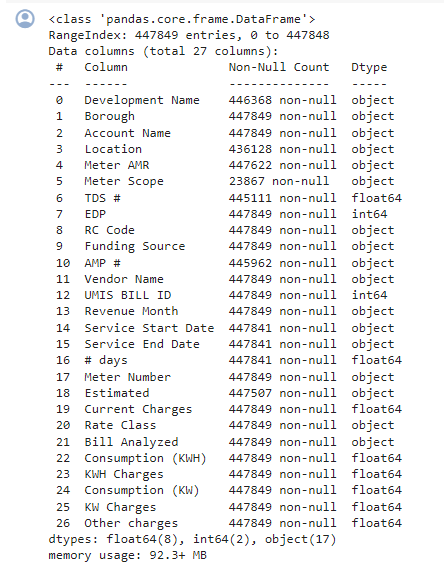 <class 'pandas.core.frame.DataFrame'>
RangeIndex: 447849 entries, 0 to 447848
Data columns (total 27 columns):
 #   Column              Non-Null Count   Dtype
---  ------              --------------   -----
 0   Development Name    446368 non-null  object
 1   Borough             447849 non-null  object
 2   Account Name        447849 non-null  object
 3   Location            436128 non-null  object
 4   Meter AMR           447622 non-null  object
 5   Meter Scope         23867 non-null   object
 6   TDS #               445111 non-null  float64
 7   EDP                 447849 non-null  int64
 8   RC Code             447849 non-null  object
 9   Funding Source      447849 non-null  object
 10  AMP #               445962 non-null  object
 11  Vendor Name         447849 non-null  object
 12  UMIS BILL ID        447849 non-null  int64
 13  Revenue Month       447849 non-null  object
 14  Service Start Date  447841 non-null  object
 15  Service End Date    447841 non-null  object
 16  # days              447841 non-null  float64
 17  Meter Number        447849 non-null  object
 18  Estimated           447507 non-null  object
 19  Current Charges     447849 non-null  float64
 20  Rate Class          447849 non-null  object
 21  Bill Analyzed       447849 non-null  object
 22  Consumption (KWH)   447849 non-null  float64
 23  KWH Charges         447849 non-null  float64
 24  Consumption (KW)    447849 non-null  float64
 25  KW Charges          447849 non-null  float64
 26  Other charges       447849 non-null  float64
dtypes: float64(8), int64(2), object(17)
memory usage: 92.3+ MB